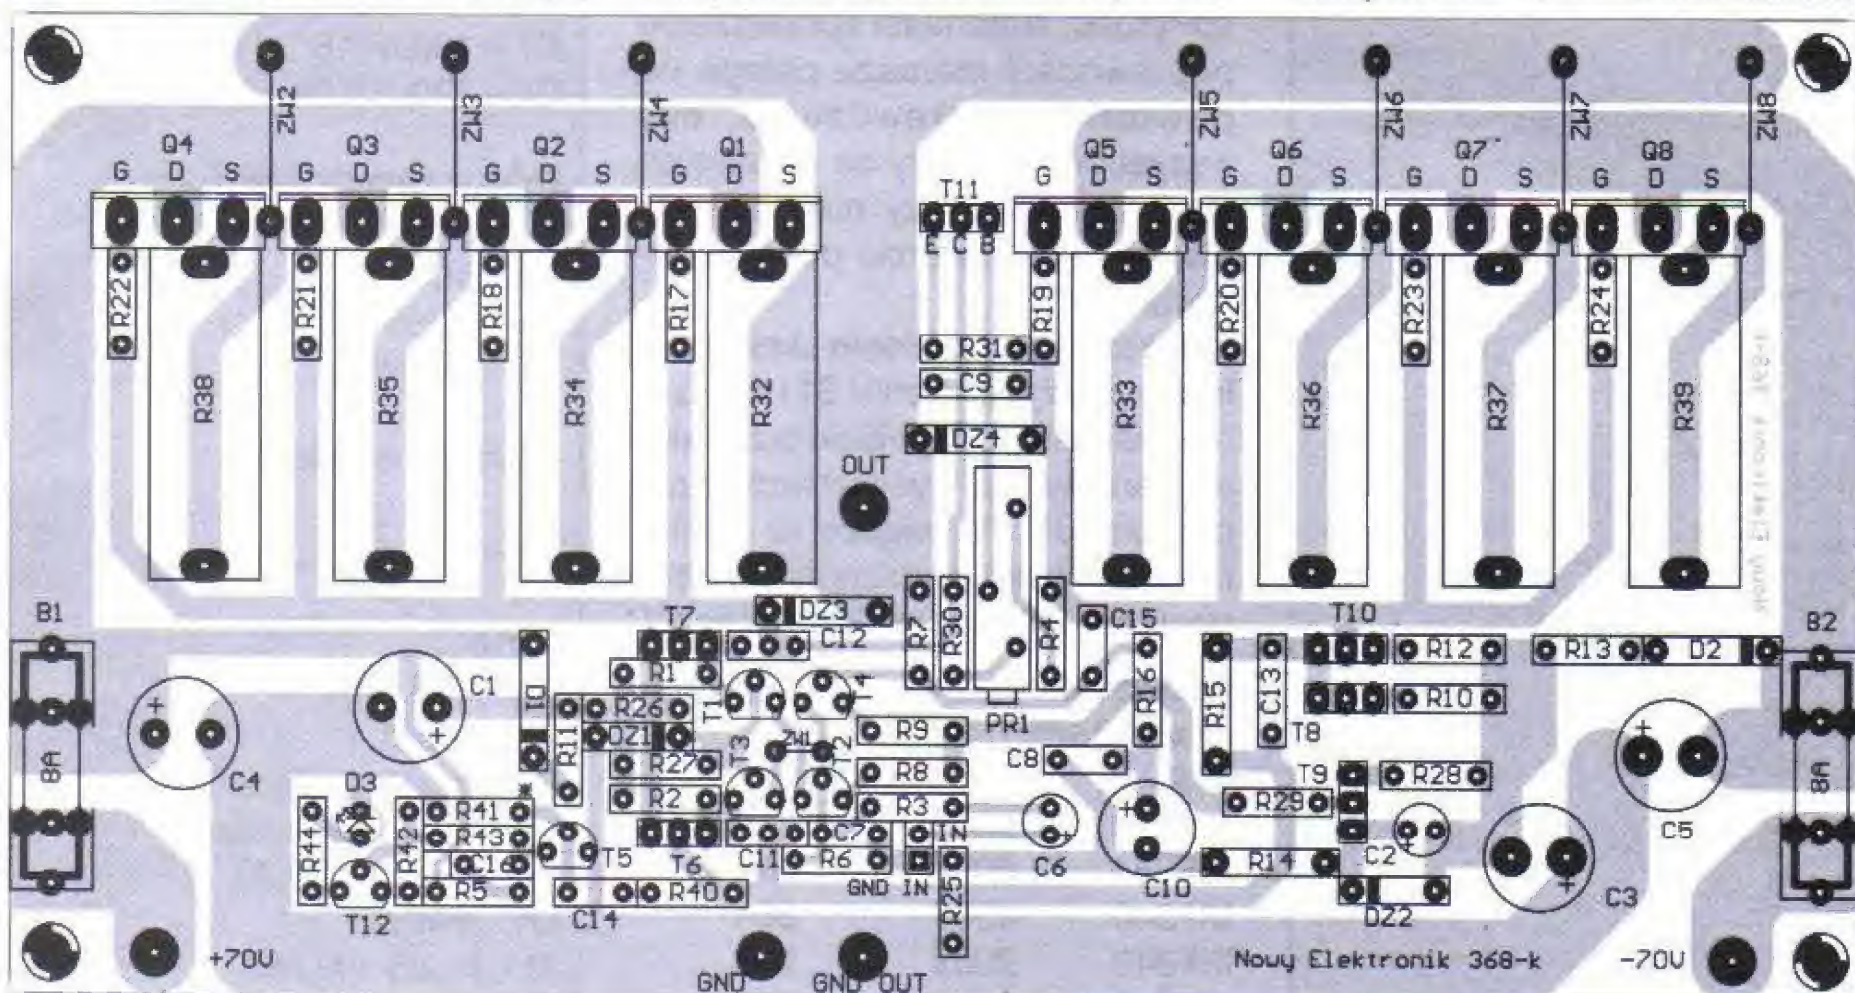 ZW2 ZW3 ZW4 ZW5 ZW6 ZW7 ZW8
Q4 Q3 Q2 Q1 Q5 Q6 Q7 Q8
G D S G D S G D S G D S G D S G D S G D S G D S
T11
E C B
R22 R21 R18 R17 R19 R20 R23 R24
R31
C9
R38 R35 R34 R32 R33 R36 R37 R39
DZ4
OUT
B1 DZ3 R7 R30 R4 C15 T10 B2
T7 C12 R12 R13 D2
R1
C1 D1 T1 T4 R16 R15 C13 R10
R26 PR1
R11 DZ1 R9 T8
ZW1
T3 T2 C8
8A C4 R27 R8 T9 R28 8A
D3 R2 R3 R29 C5
R44 R42 R41
R43 C7 IN
C16 T5 T6 C11 R6 C6 C10 R14 C2 C3
R5 GND IN R25
T12 C14 R40 DZ2
+70V Nowy Elektronik 368-k -70V
GND GND OUT